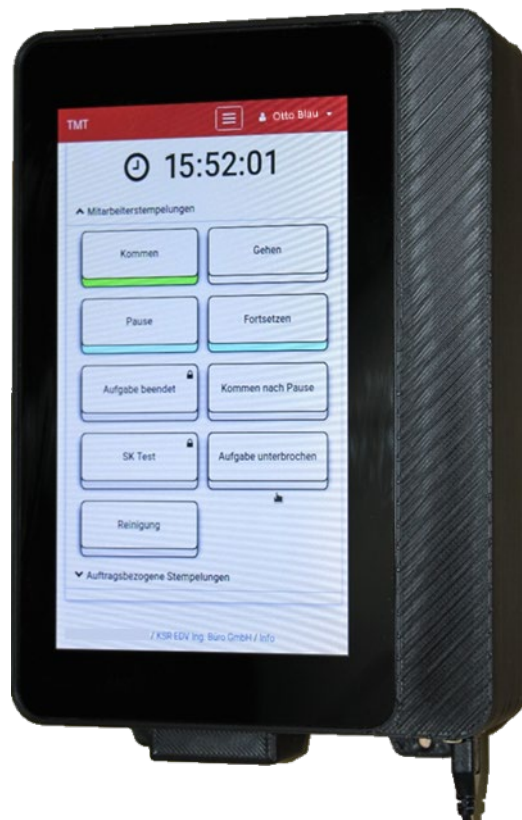 TMT
Otto Blau
15:52:01
Mitarbeiterstempelungen
Kommen
Gehen
Pause
Fortsetzen
Aufgabe beendet
Kommen nach Pause
SK Test
Aufgabe unterbrochen
Reinigung
Auftragsbezogene Stempelungen
/ KSR EDV Ing. Büro GmbH / Info